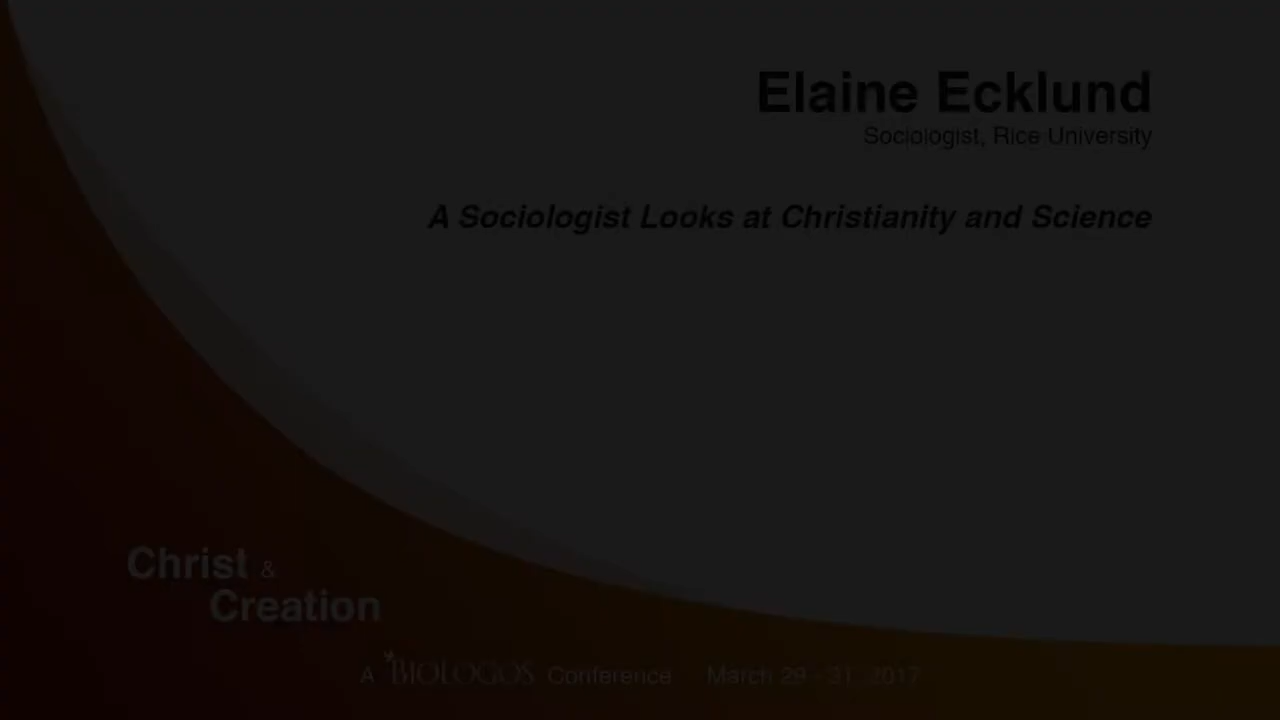 Elaine Ecklund
Sociologist, Rice University
A Sociologist Looks at Christianity and Science
Christ &
Creation
A BIOLOGOS Conference March 29 - 31, 2017